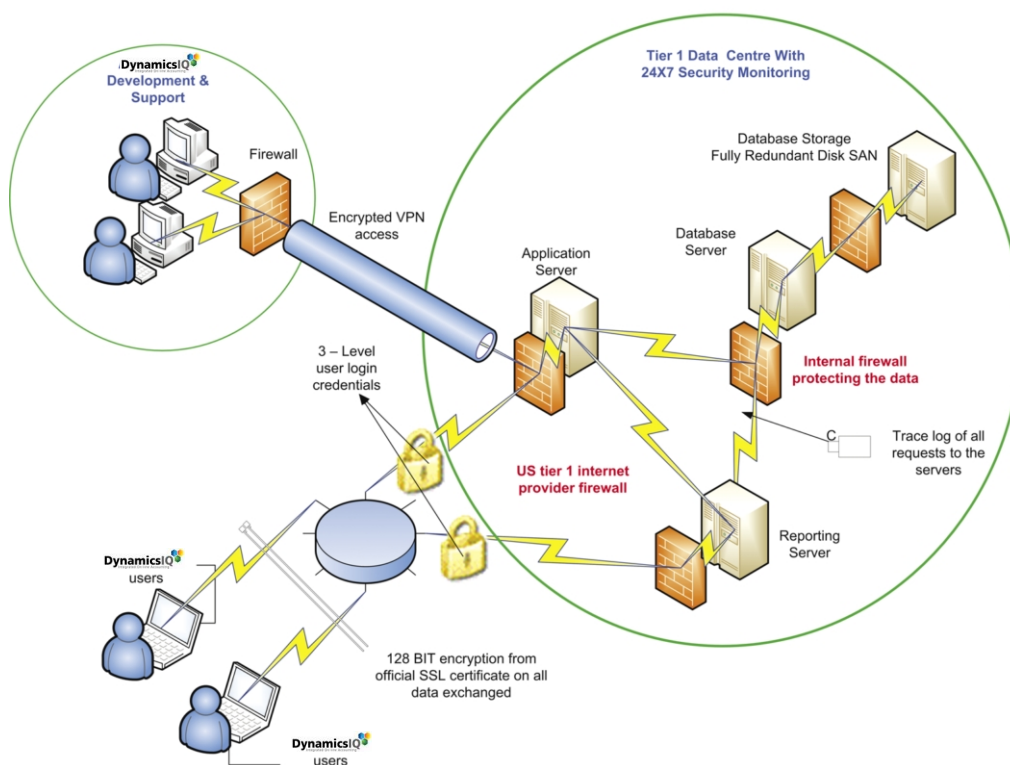 DynamicsIQ
Development &
Support
Firewall
Encrypted VPN
access
Tier 1 Data Centre With
24X7 Security Monitoring
Database Storage
Fully Redundant Disk SAN
Database
Server
Application
Server
3 – Level
user login
credentials
Internal firewall
protecting the data
C
Trace log of all
requests to the
servers
US tier 1 internet
provider firewall
Reporting
Server
DynamicsIQ
users
128 BIT encryption from
official SSL certificate on all
data exchanged
DynamicsIQ
users